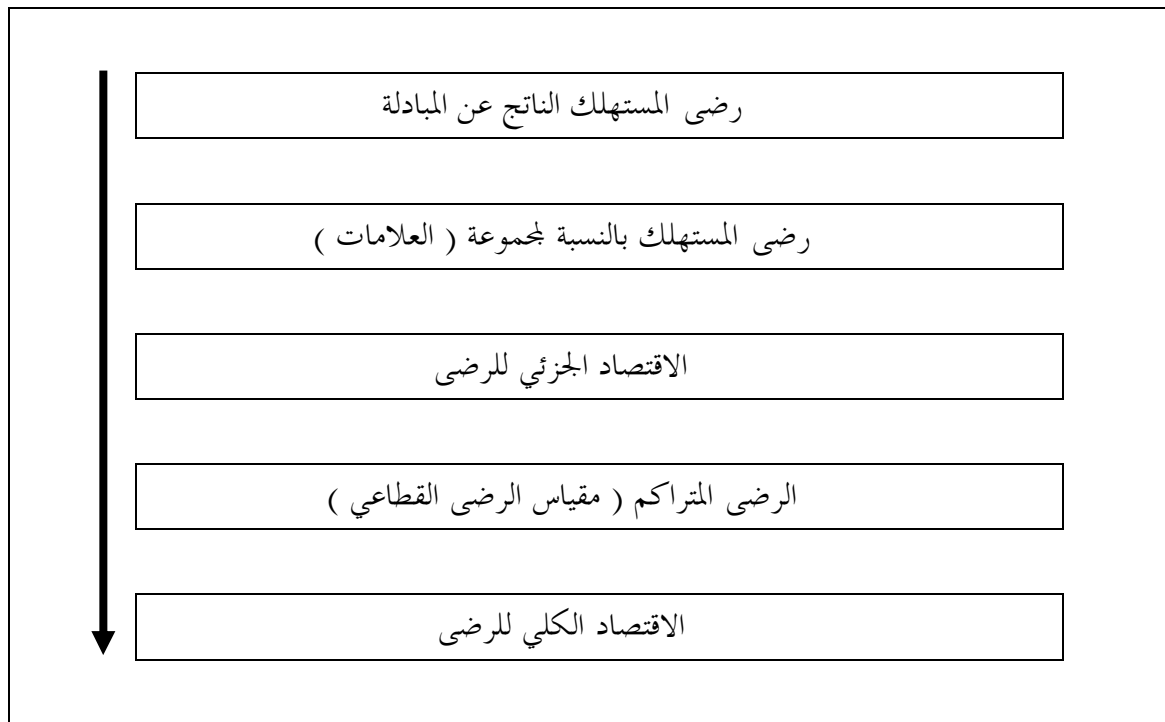 رضى المستهلك الناتج عن المبادلة
رضى المستهلك بالنسبة لمجموعة ( العلامات )
الاقتصاد الجزئي للرضى
الرضى المتراكم ( مقياس الرضى القطاعي )
الاقتصاد الكلي للرضى